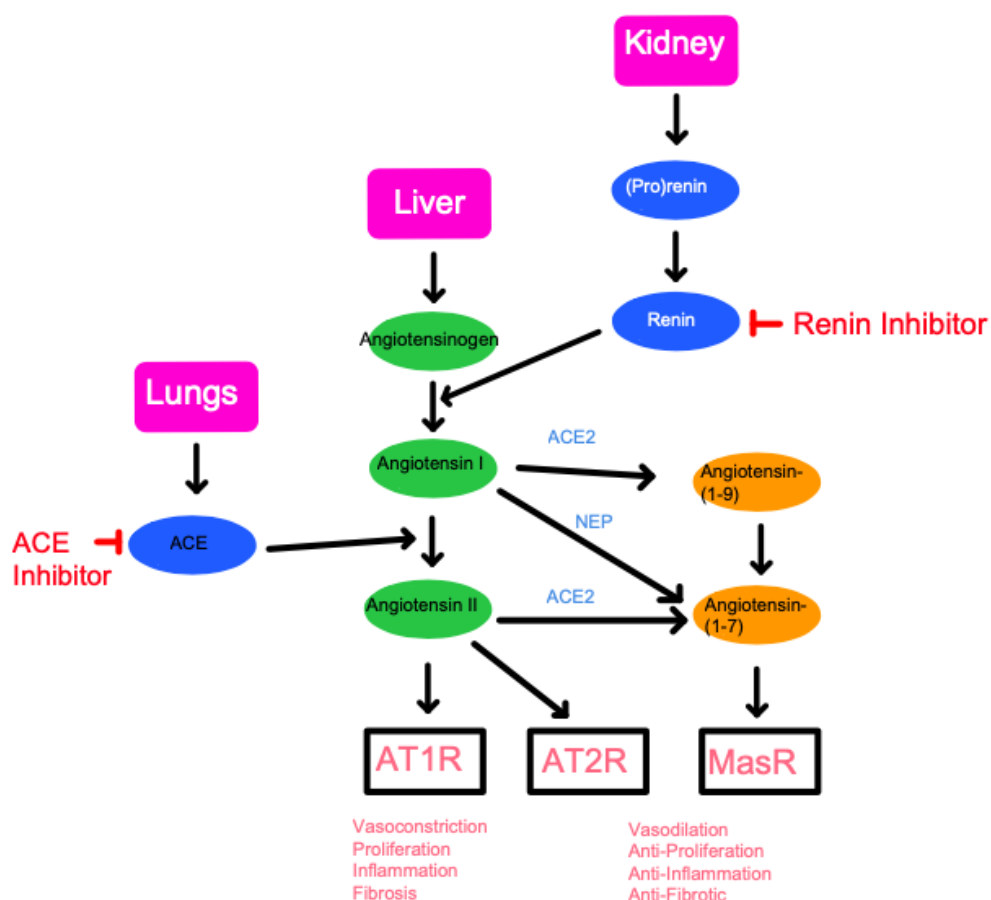 Kidney
(Pro)renin
Liver
Renin
Renin Inhibitor
Angiotensinogen
Lungs
ACE2
Angiotensin I
Angiotensin-
(1-9)
NEP
ACE
Inhibitor
ACE
Angiotensin II
ACE2
Angiotensin-
(1-7)
AT1R
AT2R
MasR
Vasoconstriction
Proliferation
Inflammation
Fibrosis
Vasodilation
Anti-Proliferation
Anti-Inflammation
Anti-Fibrotic